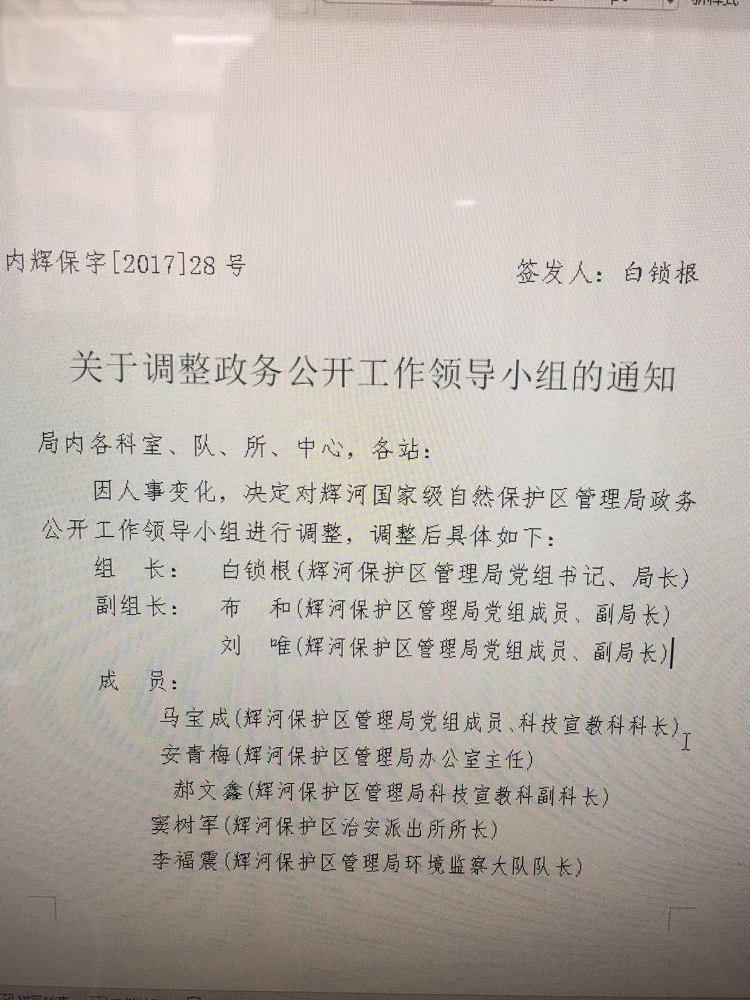 内辉保字[2017]28 号
签发人：白锁根
关于调整政务公开工作领导小组的通知
局内各科室、队、所、中心，各站：
因人事变化，决定对辉河国家级自然保护区管理局政务
公开工作领导小组进行调整，调整后具体如下：
组 长： 白锁根(辉河保护区管理局党组书记、局长)
副组长： 布 和(辉河保护区管理局党组成员、副局长)
刘 唯(辉河保护区管理局党组成员、副局长)
成 员：
马宝成(辉河保护区管理局党组成员、科技宣教科科长)
安青梅(辉河保护区管理局办公室主任)
郝文鑫(辉河保护区管理局科技宣教科副科长)
窦树军(辉河保护区治安派出所所长)
李福震(辉河保护区管理局环境监察大队队长)